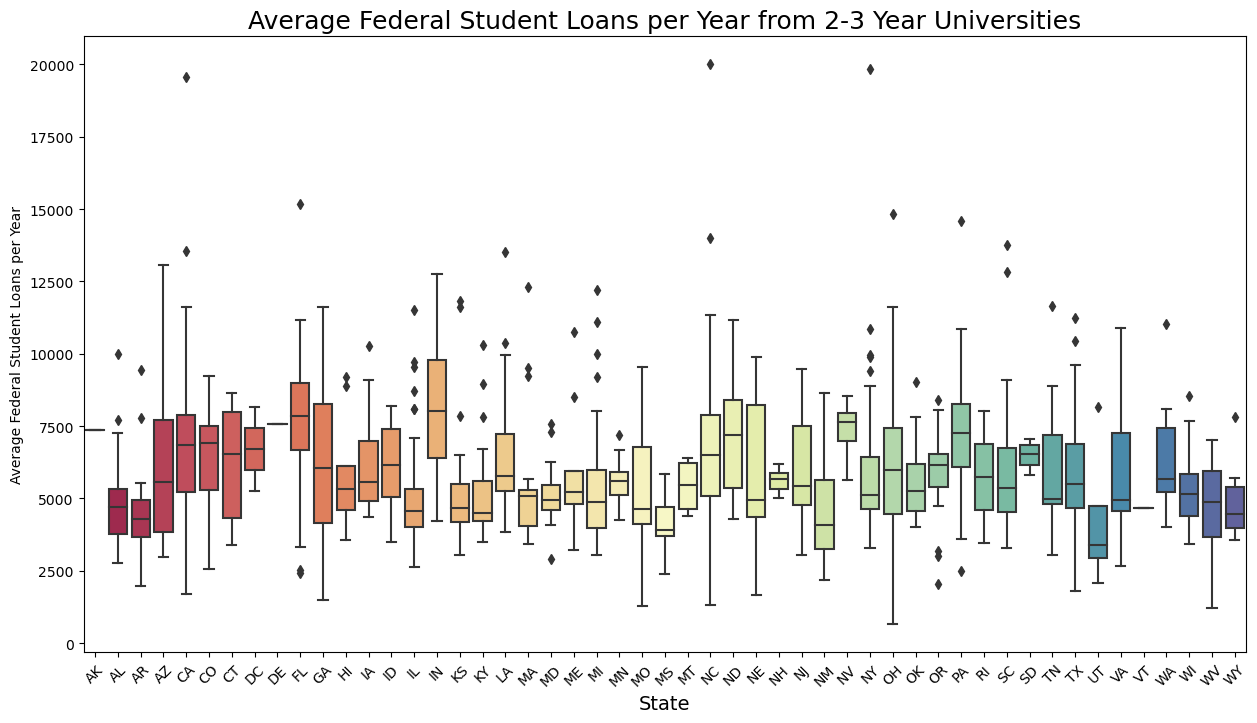 Average Federal Student Loans per Year from 2-3 Year Universities
Average Federal Student Loans per Year
20000
17500
15000
12500
10000
7500
5000
2500
0
AK AL AR AZ CA CO CT DC DE FL GA HI IA ID IL IN KS KY LA MA MD ME MI MN MO MS MT NC ND NE NH NJ NM NV NY OH OK OR PA RI SC SD TN TX UT VA VT WA WI WV WY
State